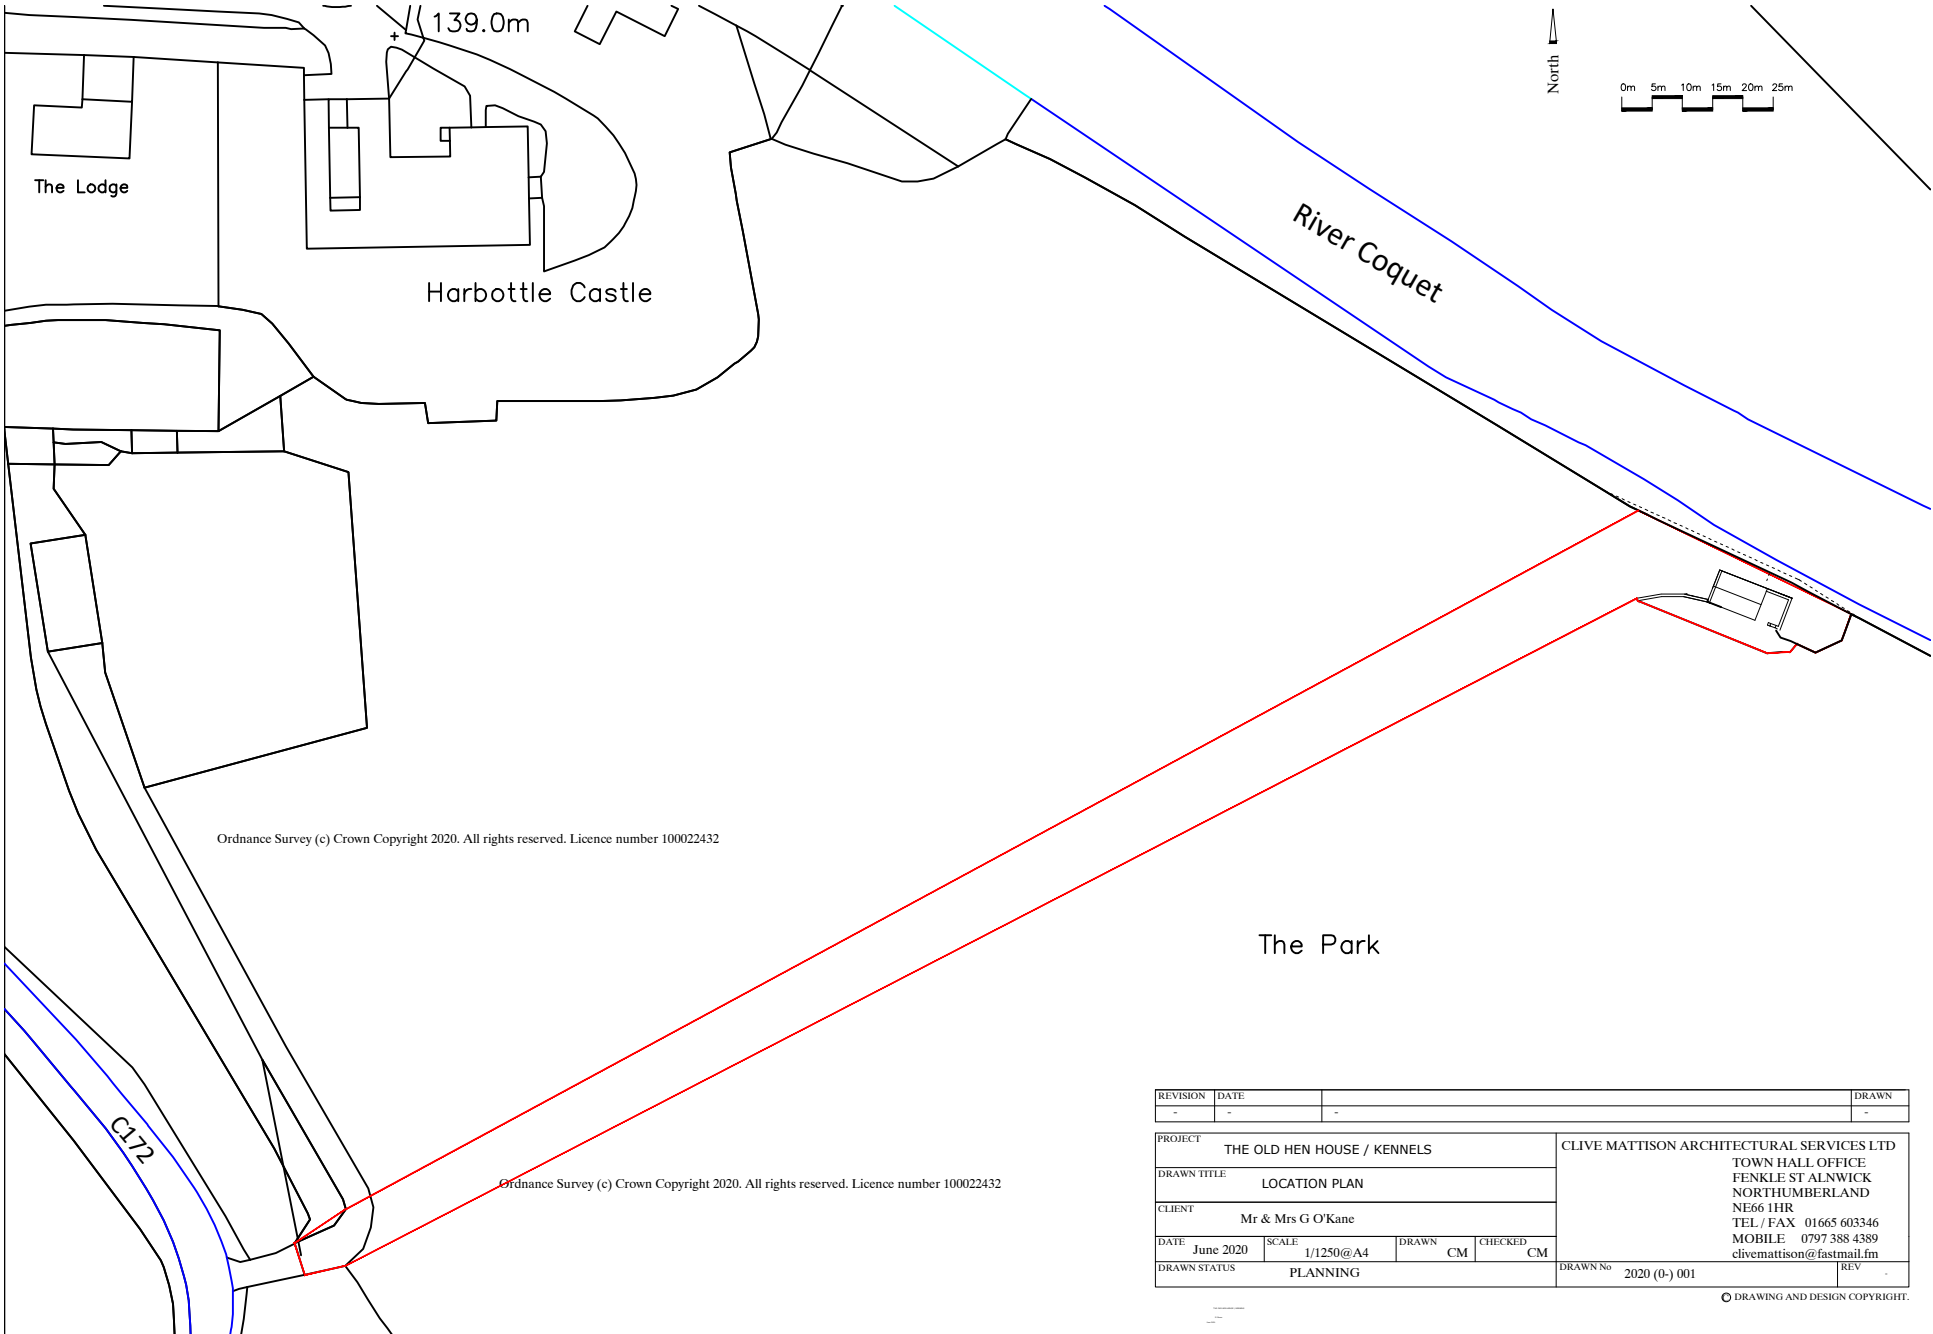 139.0m
North
0m 5m 10m 15m 20m 25m
The Lodge
River Coquet
Harbottle Castle
Ordnance Survey (c) Crown Copyright 2020. All rights reserved. Licence number 100022432
The Park
C172
Ordnance Survey (c) Crown Copyright 2020. All rights reserved. Licence number 100022432
REVISION DATE DRAWN
- - - -
PROJECT
THE OLD HEN HOUSE / KENNELS
DRAWN TITLE
LOCATION PLAN
CLIENT
Mr & Mrs G O'Kane
DATE June 2020 SCALE 1/1250@A4 DRAWN CM CHECKED CM
DRAWN STATUS PLANNING
CLIVE MATTISON ARCHITECTURAL SERVICES LTD
TOWN HALL OFFICE
FENKLE ST ALNWICK
NORTHUMBERLAND
NE66 1HR
TEL / FAX 01665 603346
MOBILE 0797 388 4389
clivemattison@fastmail.fm
DRAWN No 2020 (0-) 001 REV -
© DRAWING AND DESIGN COPYRIGHT.